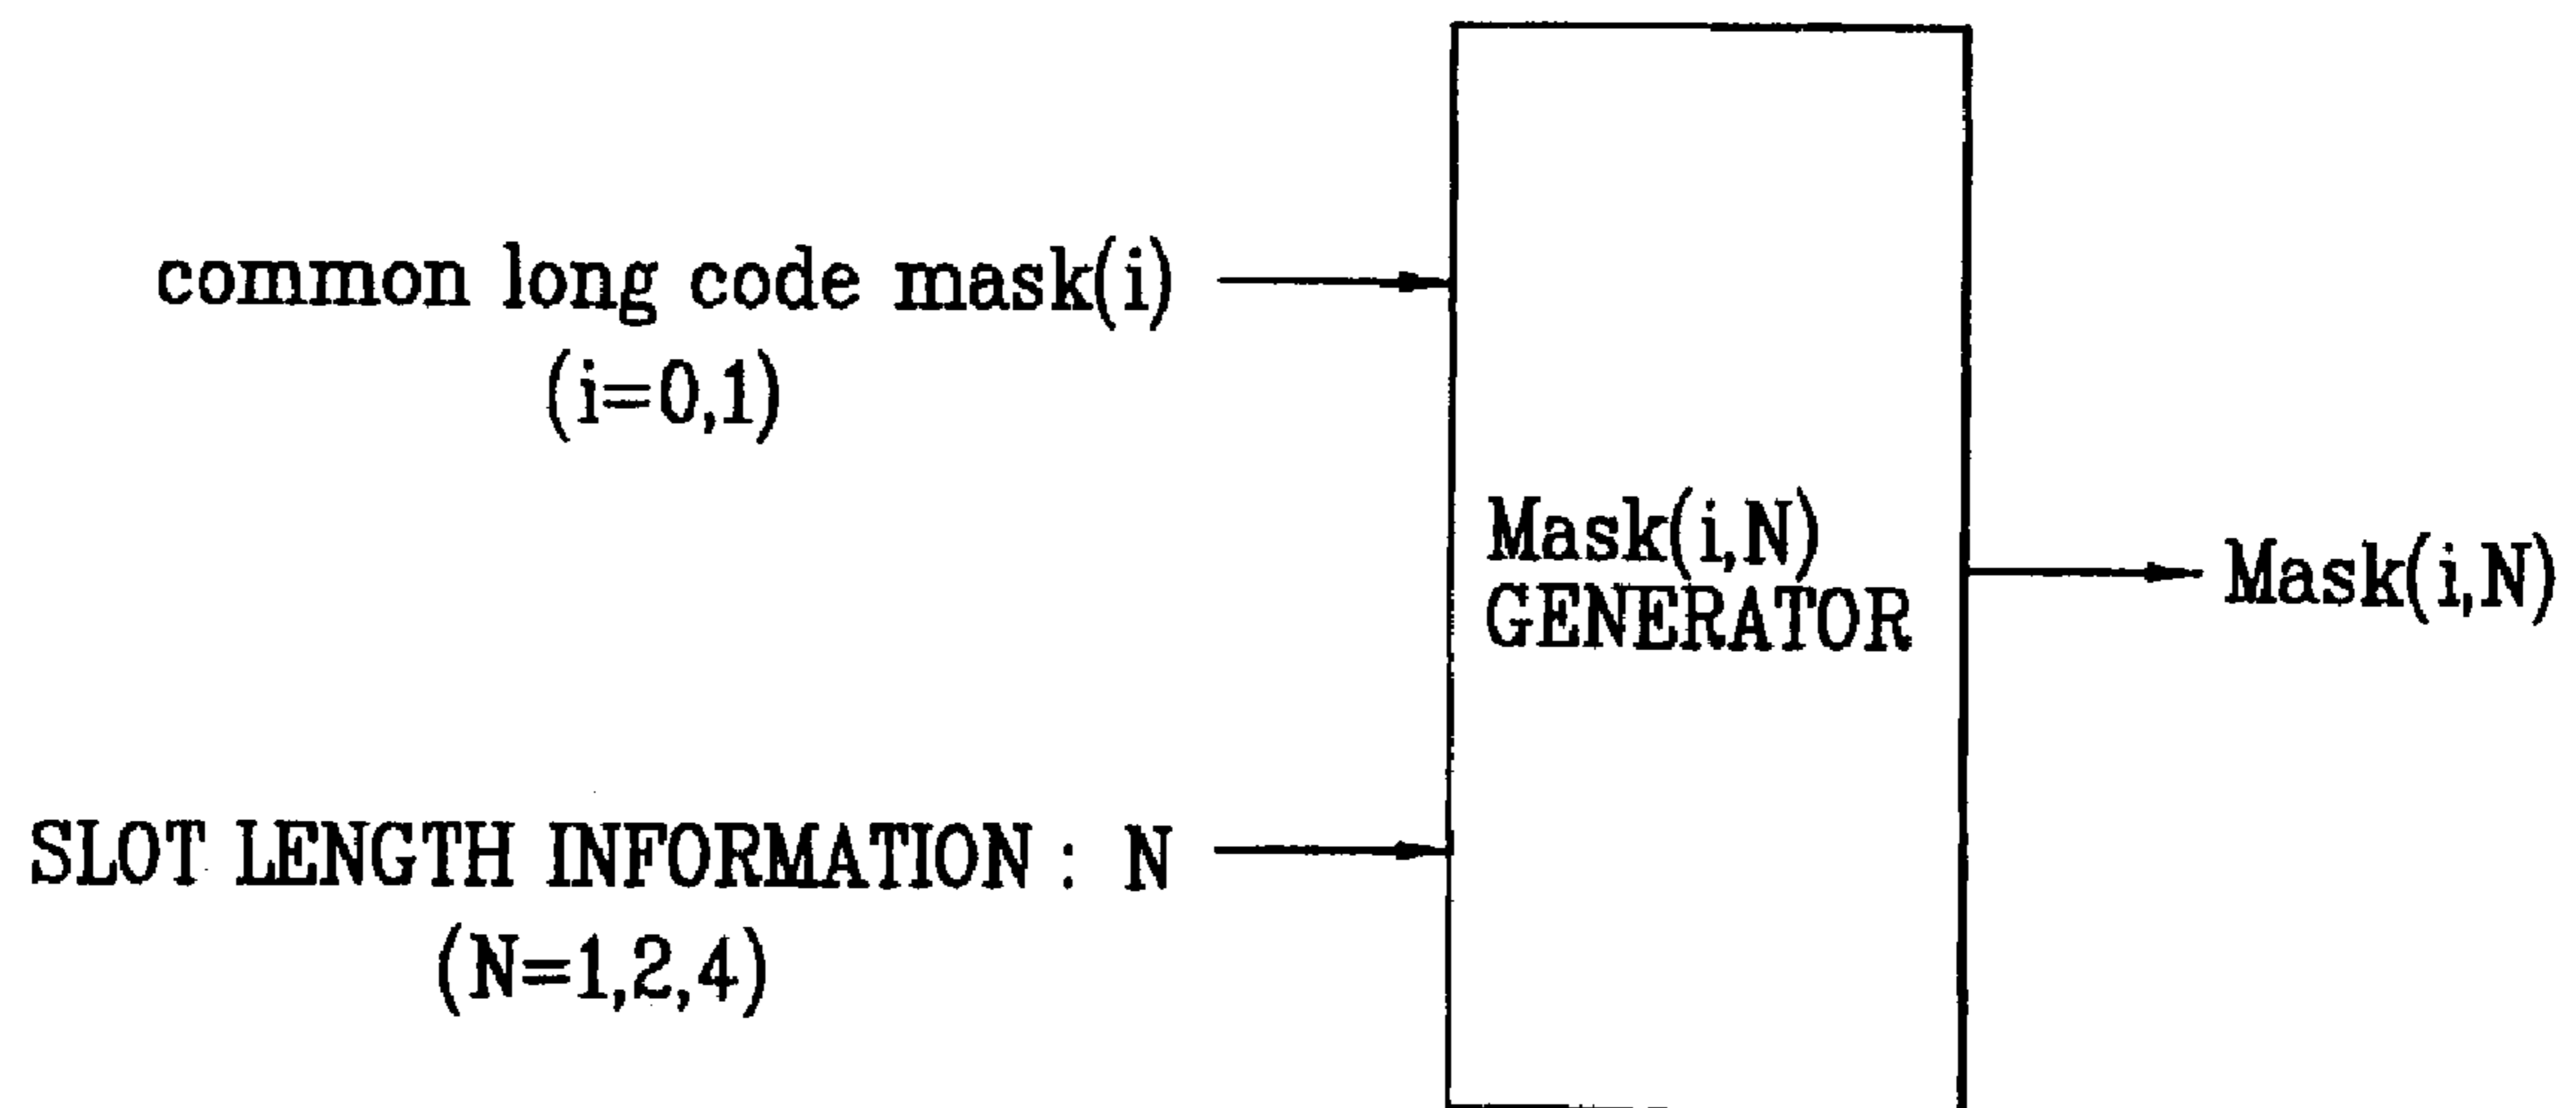 common long code mask(i)
(i=0,1)
Mask(i,N)
GENERATOR
Mask(i,N)
SLOT LENGTH INFORMATION : N
(N=1,2,4)